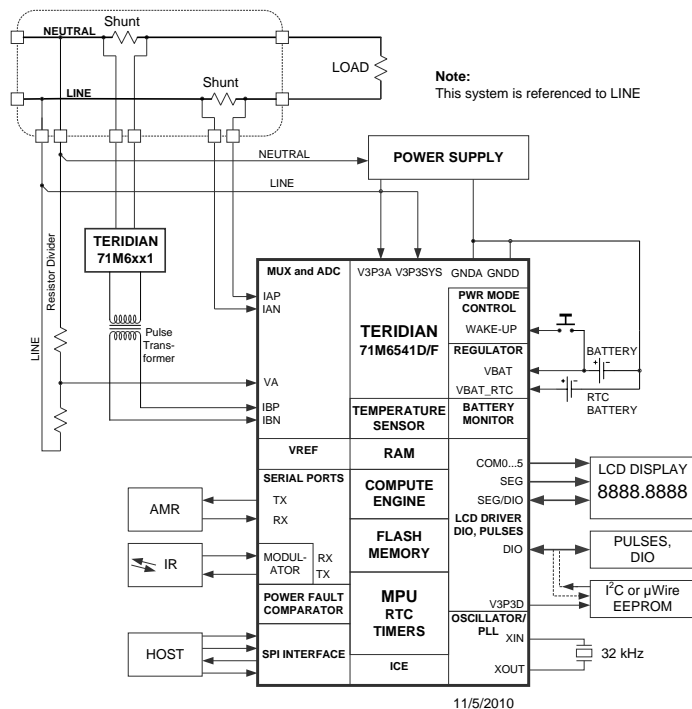 Shunt
NEUTRAL
LOAD
Shunt
LINE
Note:
This system is referenced to LINE
NEUTRAL
POWER SUPPLY
LINE
TERIDIAN
71M6xx1
Resistor Divider
LINE
Pulse
Trans-
former
MUX and ADC
V3P3A V3P3SYS
GNDA GNDD
IAP
IAN
VA
IBP
IBN
TERIDIAN
71M6541D/F
PWR MODE
CONTROL
WAKE-UP
REGULATOR
VBAT
VBAT_RTC
BATTERY
RTC
BATTERY
TEMPERATURE
SENSOR
BATTERY
MONITOR
VREF
RAM
SERIAL PORTS
TX
RX
COMPUTE
ENGINE
COM0...5
SEG
SEG/DIO
LCD DISPLAY
8888.8888
AMR
LCD DRIVER
DIO, PULSES
FLASH
MEMORY
IR
MODUL-
ATOR
RX
TX
DIO
PULSES,
DIO
I2C or µWire
EEPROM
POWER FAULT
COMPARATOR
MPU
RTC
TIMERS
V3P3D
OSCILLATOR/
PLL
XIN
XOUT
32 kHz
HOST
SPI INTERFACE
ICE
11/5/2010